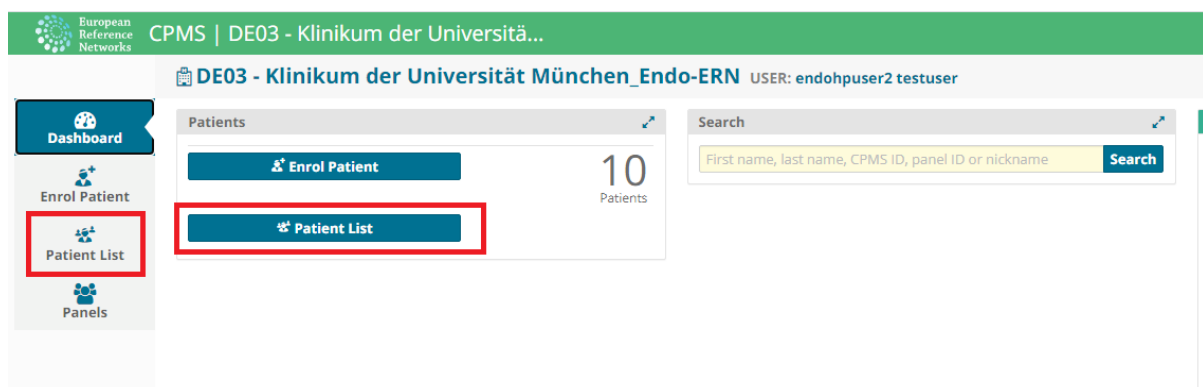 European
Reference
Networks
CPMS | DE03 - Klinikum der Universitä...
DE03 - Klinikum der Universität München_Endo-ERN USER: endohpuser2 testuser
Dashboard
Enrol Patient
Patient List
Panels
Patients
Enrol Patient
10
Patients
Patient List
Search
First name, last name, CPMS ID, panel ID or nickname
Search